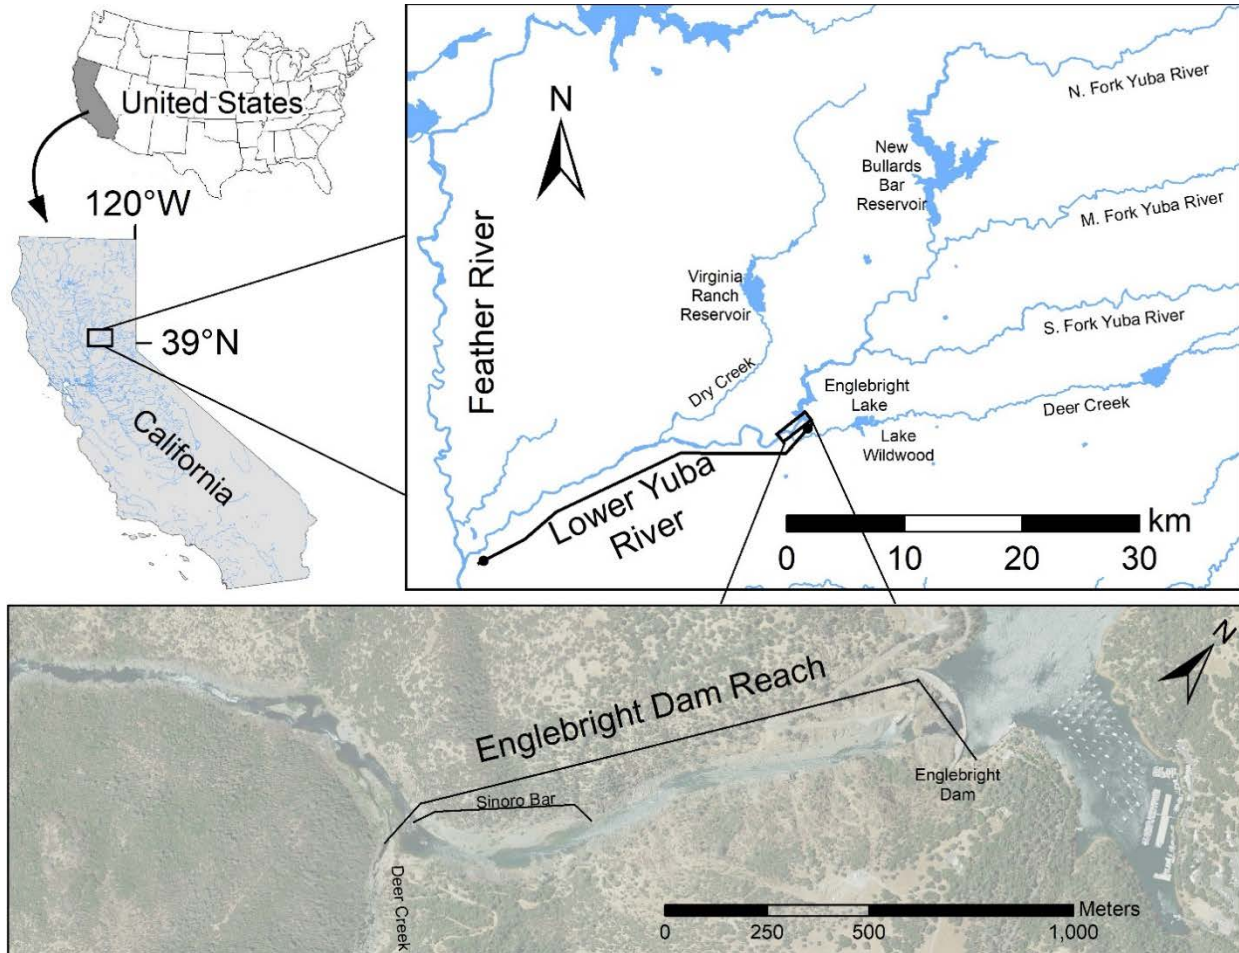 United States
120°W
39°N
California
N
Feather River
N. Fork Yuba River
New
Bullards
Bar
Reservoir
M. Fork Yuba River
Virginia
Ranch
Reservoir
S. Fork Yuba River
Dry Creek
Englebright
Lake
Deer Creek
Lake
Wildwood
Lower Yuba
River
km
0 10 20 30
N
Englebright Dam Reach
Sinoro Bar
Englebright
Dam
Deer Creek
Meters
0 250 500 1,000